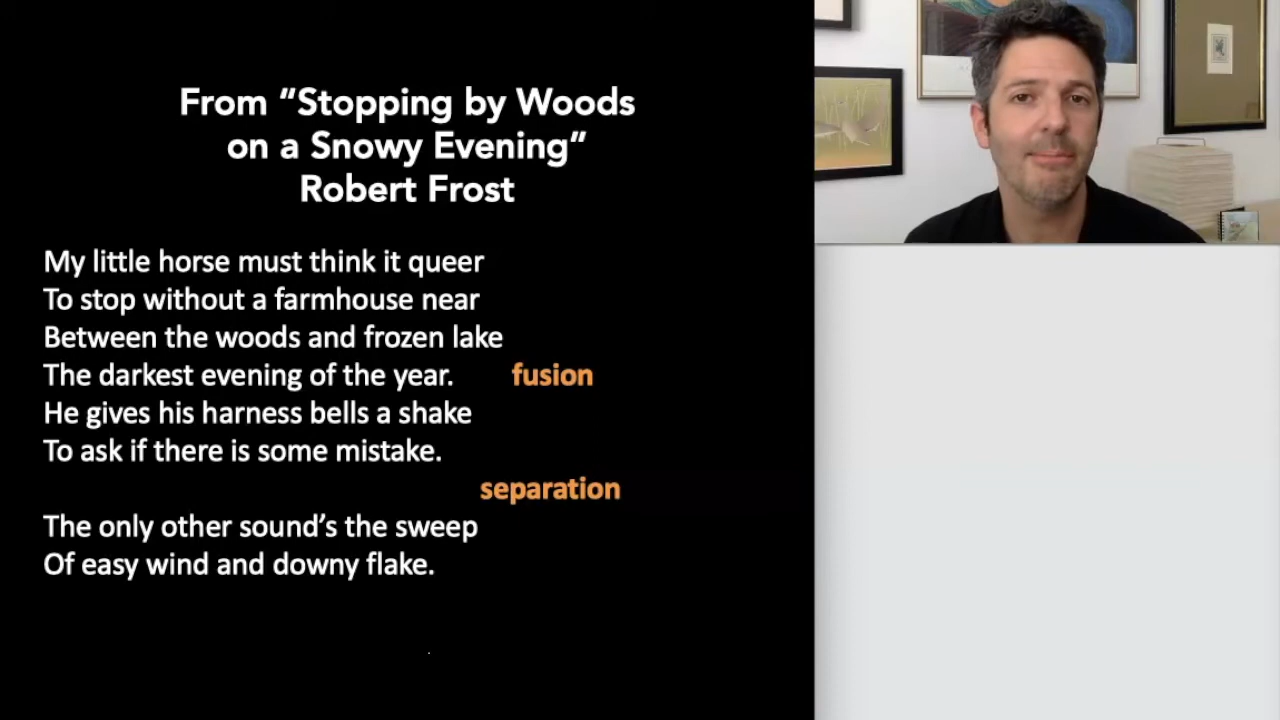 From “Stopping by Woods
on a Snowy Evening”
Robert Frost
My little horse must think it queer
To stop without a farmhouse near
Between the woods and frozen lake
The darkest evening of the year. fusion
He gives his harness bells a shake
To ask if there is some mistake.
separation
The only other sound’s the sweep
Of easy wind and downy flake.